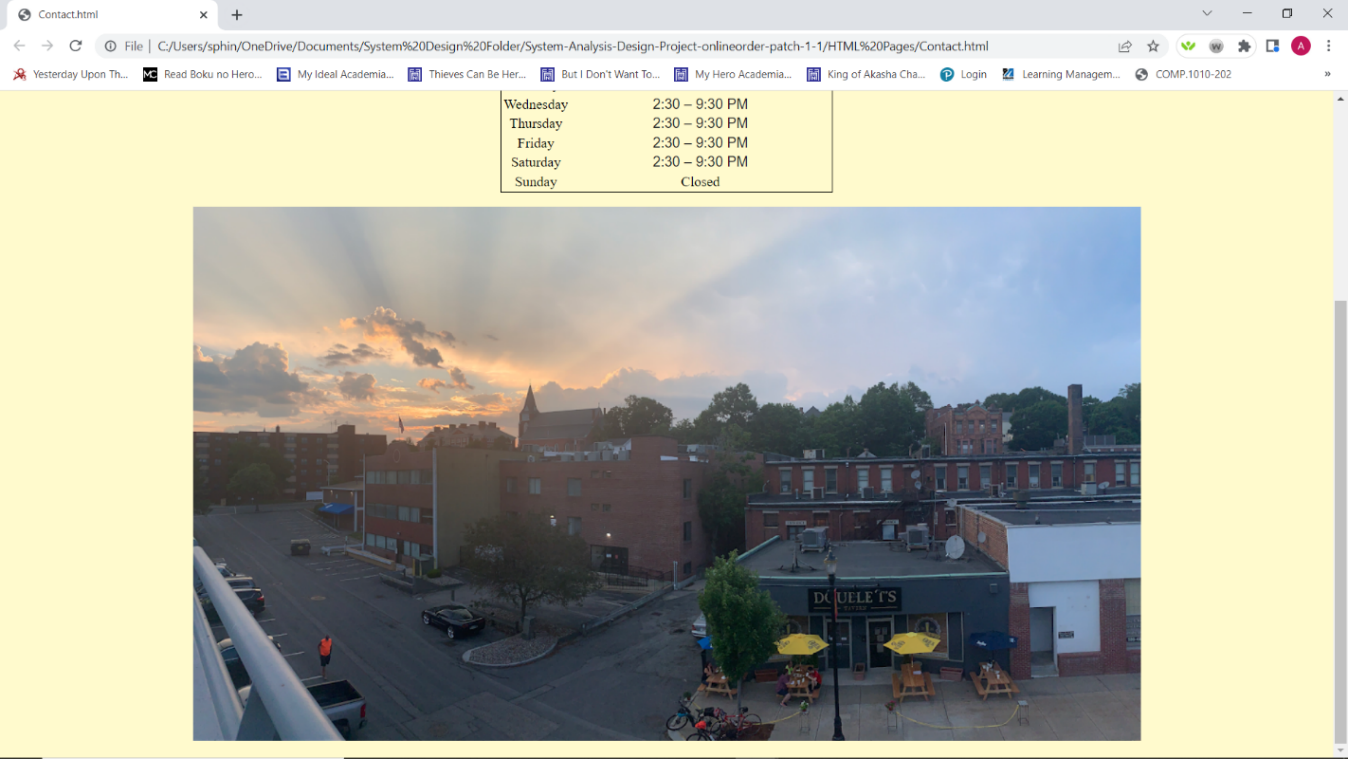 Contact.html
File | C:/Users/sphin/OneDrive/Documents/System%20Design%20Folder/System-Analysis-Design-Project-onlineorder-patch-1-1/HTML%20Pages/Contact.html
W
A
Yesterday Upon Th... MC Read Boku no Hero... My Ideal Academia... Thieves Can Be Her... But I Don't Want To... My Hero Academia... King of Akasha Cha... Login Learning Managem... COMP.1010-202 »
Wednesday 2:30 – 9:30 PM
Thursday 2:30 – 9:30 PM
Friday 2:30 – 9:30 PM
Saturday 2:30 – 9:30 PM
Sunday Closed